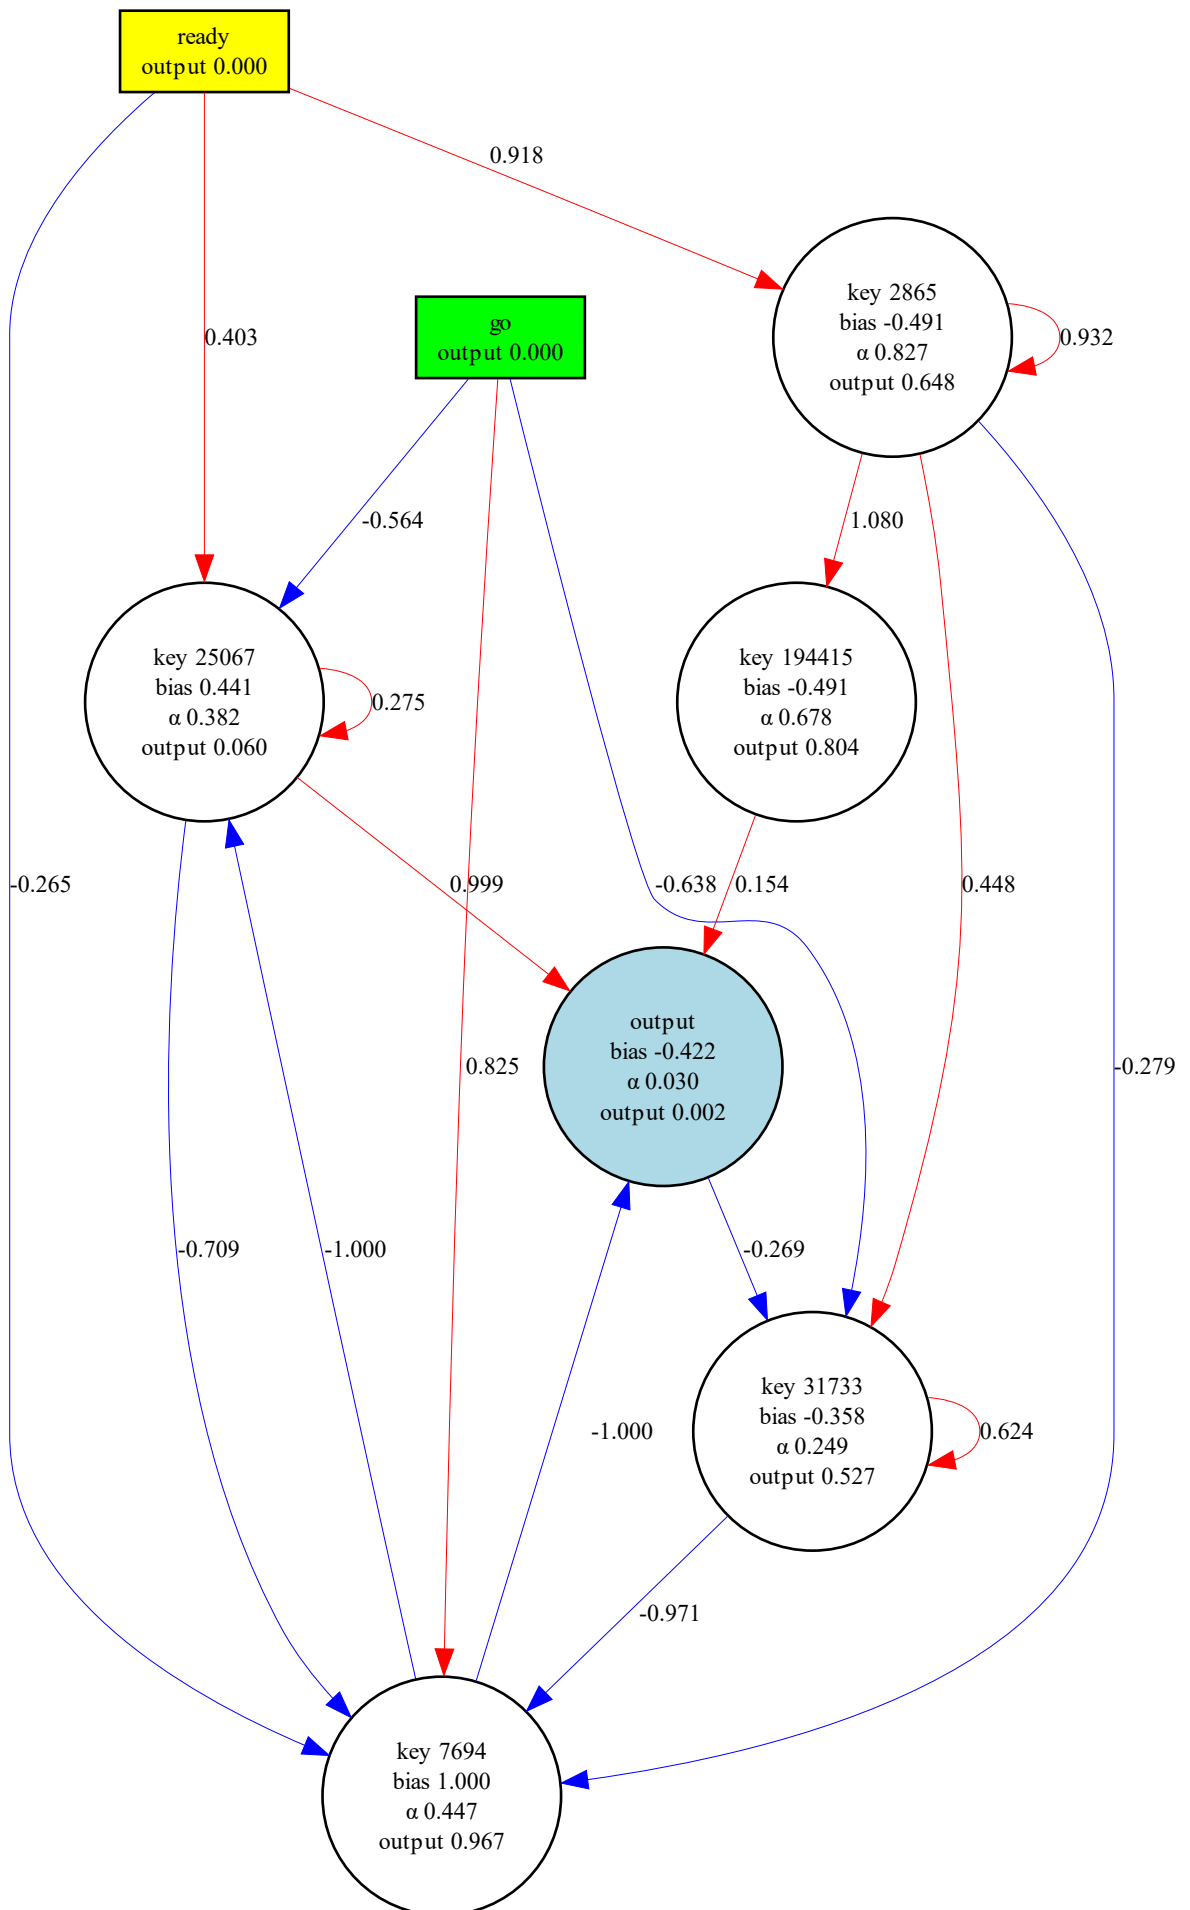 ready
output 0.000
0.918
key 2865
bias -0.491
α 0.827
output 0.648
0.932
go
output 0.000
0.403
-0.564
1.080
key 25067
bias 0.441
α 0.382
output 0.060
0.275
key 194415
bias -0.491
α 0.678
output 0.804
-0.265
0.999
-0.638
0.154
0.448
output
bias -0.422
α 0.030
output 0.002
0.825
-0.279
-0.709
-1.000
-0.269
key 31733
bias -0.358
α 0.249
output 0.527
0.624
-1.000
-0.971
key 7694
bias 1.000
α 0.447
output 0.967